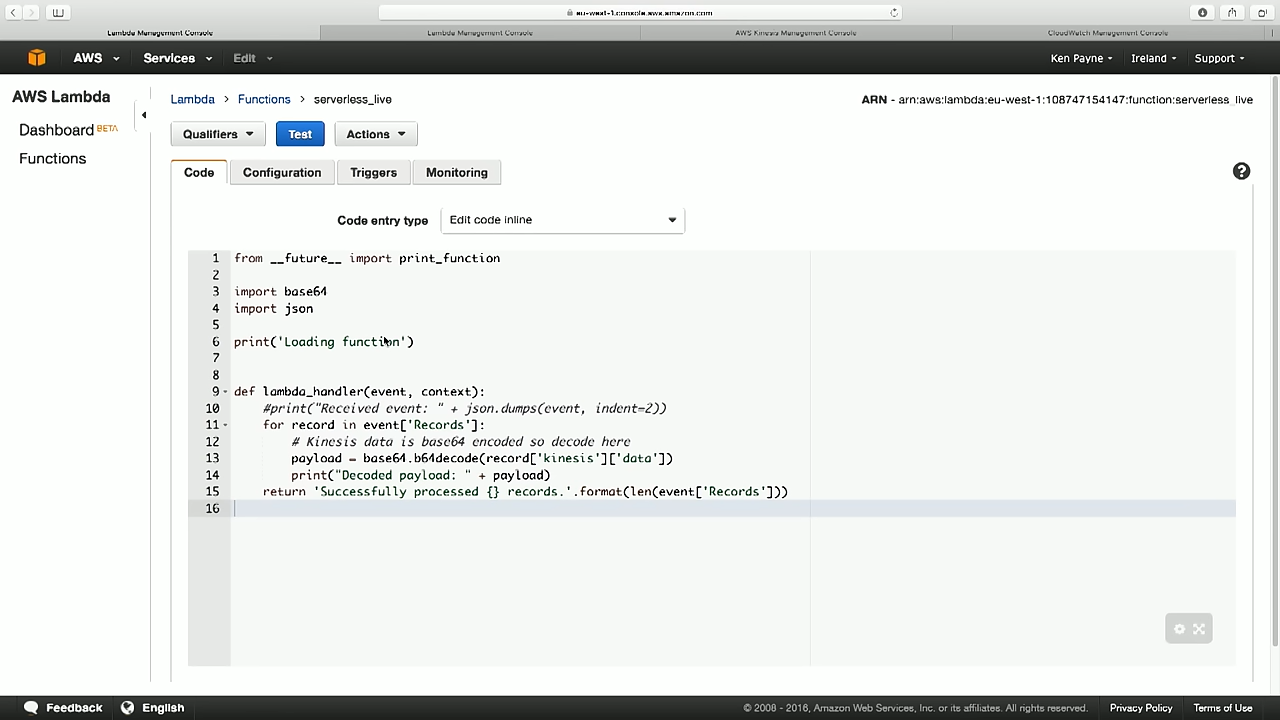 eu-west-1.console.aws.amazon.com
Lambda Management Console
Lambda Management Console
AWS Kinesis Management Console
CloudWatch Management Console
AWS
Services
Edit
Ken Payne
Ireland
Support
AWS Lambda
Dashboard BETA
Functions
Lambda > Functions > serverless_live
ARN - arn:aws:lambda:eu-west-1:108747154147:function:serverless_live
Qualifiers
Test
Actions
Code
Configuration
Triggers
Monitoring
?
Code entry type
Edit code inline
1 from __future__ import print_function
2
3 import base64
4 import json
5
6 print('Loading function')
7
8
9 def lambda_handler(event, context):
10 #print("Received event: " + json.dumps(event, indent=2))
11 for record in event['Records']:
12 # Kinesis data is base64 encoded so decode here
13 payload = base64.b64decode(record['kinesis']['data'])
14 print("Decoded payload: " + payload)
15 return 'Successfully processed {} records.'.format(len(event['Records']))
16
Feedback
English
© 2008 - 2016, Amazon Web Services, Inc. or its affiliates. All rights reserved.
Privacy Policy
Terms of Use